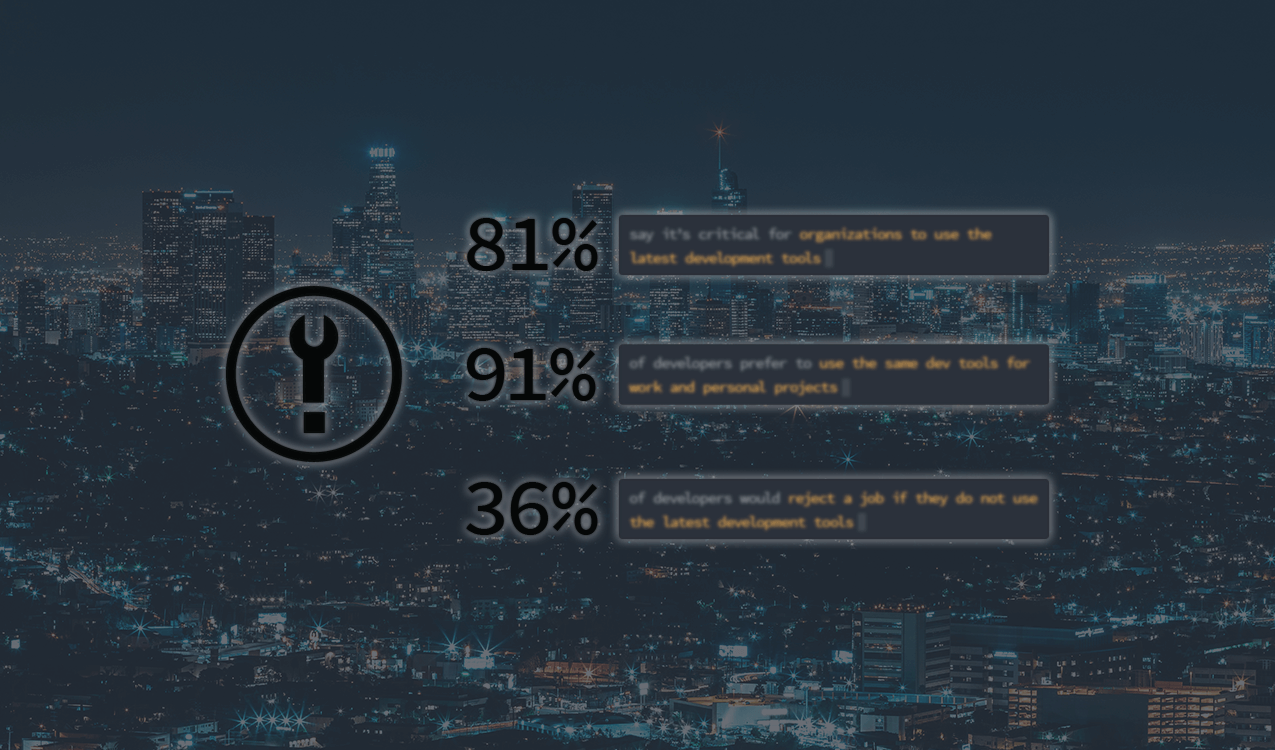 81%
say it's critical for organizations to use the
latest development tools
91%
of developers prefer to use the same dev tools for
work and personal projects
36%
of developers would reject a job if they do not use
the latest development tools